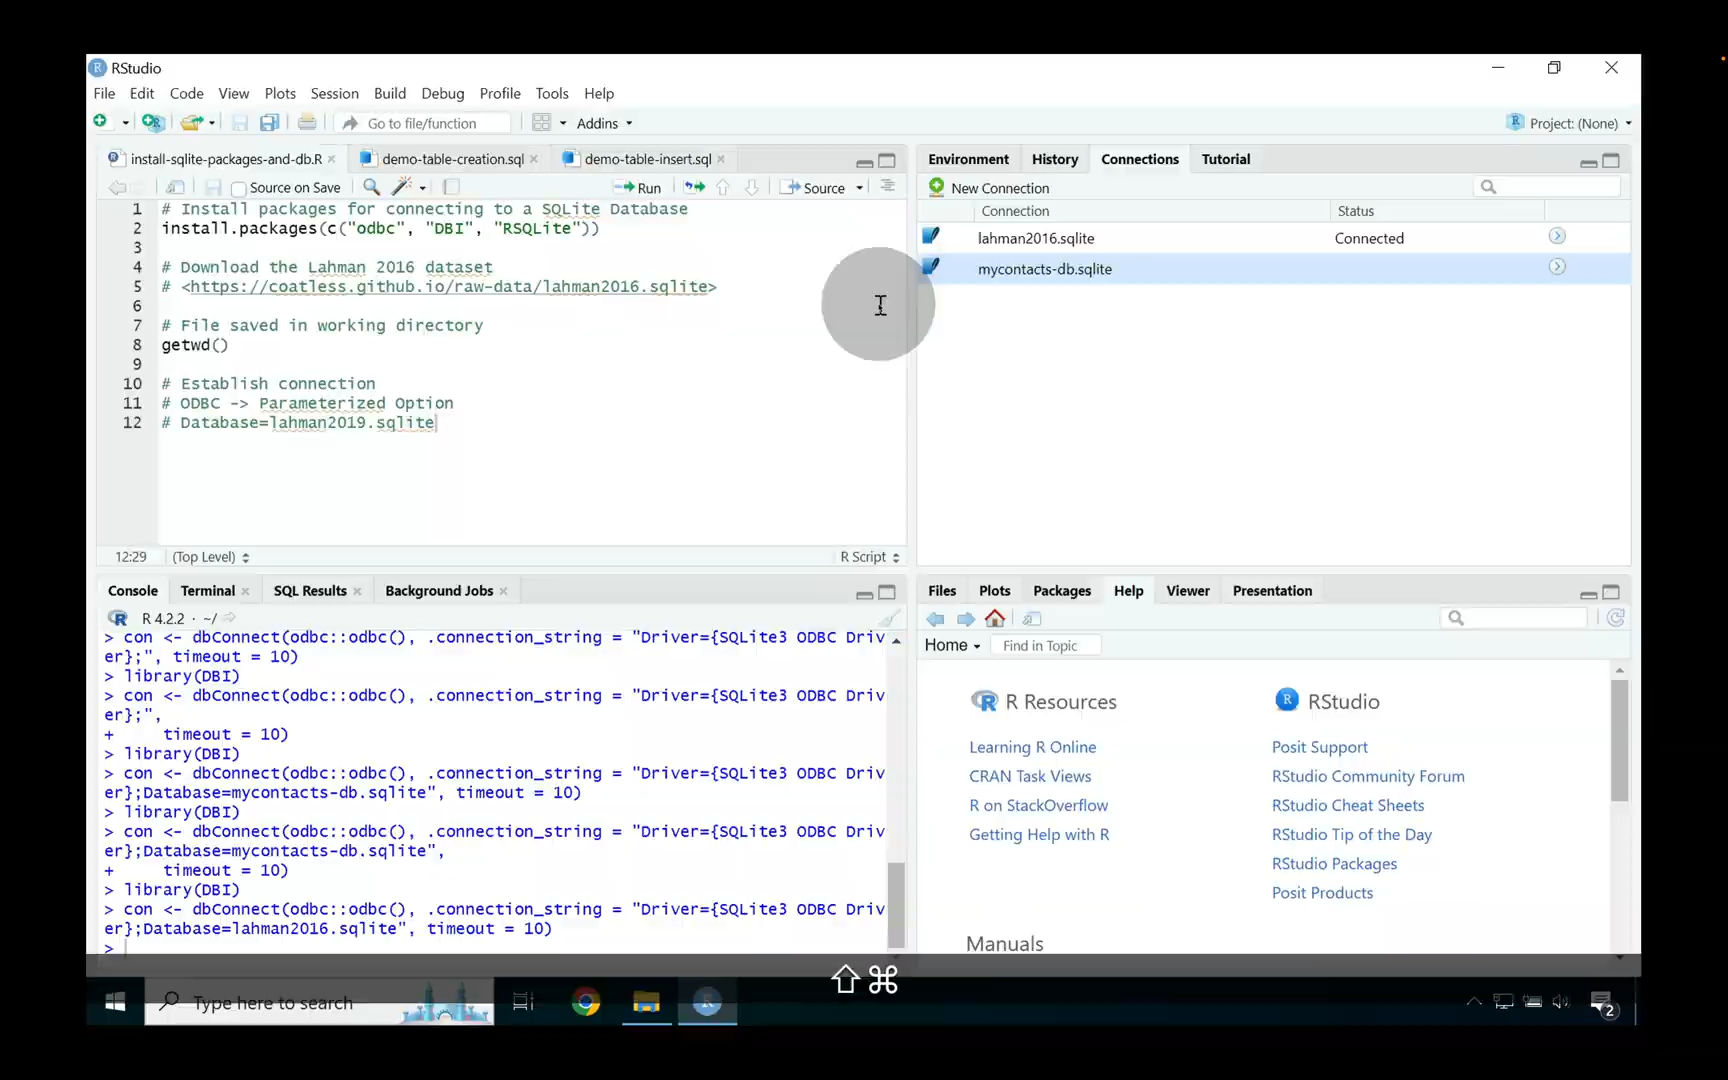 RStudio
File Edit View Plots Session Build Debug Profile Tools Help
Go to file/function Addins Project: (None)
install-sqlite-packages-and-db.R demo-table-creation.sql demo-table-insert.sql
Source on Save Run Source
1 # Install packages for connecting to a SQLite Database
2 install.packages(c("odbc", "DBI", "RSQLite"))
3
4 # Download the Lahman 2016 dataset
5 # <https://coatless.github.io/raw-data/lahman2016.sqlite>
6
7 # File saved in working directory
8 getwd()
9
10 # Establish connection
11 # ODBC -> Parameterized Option
12 # Database=lahman2019.sqlite
12:29 (Top Level) R Script
Environment History Connections Tutorial
New Connection
Connection Status
lahman2016.sqlite Connected
mycontacts-db.sqlite
Console Terminal SQL Results Background Jobs
R 4.2.2 · ~/
> con <- dbConnect(odbc::odbc(), .connection_string = "Driver={SQLite3 ODBC Driv
er};", timeout = 10)
> library(DBI)
> con <- dbConnect(odbc::odbc(), .connection_string = "Driver={SQLite3 ODBC Driv
er};",
+ timeout = 10)
> library(DBI)
> con <- dbConnect(odbc::odbc(), .connection_string = "Driver={SQLite3 ODBC Driv
er};Database=mycontacts-db.sqlite", timeout = 10)
> library(DBI)
> con <- dbConnect(odbc::odbc(), .connection_string = "Driver={SQLite3 ODBC Driv
er};Database=mycontacts-db.sqlite",
+ timeout = 10)
> library(DBI)
> con <- dbConnect(odbc::odbc(), .connection_string = "Driver={SQLite3 ODBC Driv
er};Database=lahman2016.sqlite", timeout = 10)
>
Files Plots Packages Help Viewer Presentation
Home Find in Topic
R Resources
Learning R Online
CRAN Task Views
R on StackOverflow
Getting Help with R
RStudio
Posit Support
RStudio Community Forum
RStudio Cheat Sheets
RStudio Tip of the Day
RStudio Packages
Posit Products
Manuals
⇧⌘
Type here to search
2